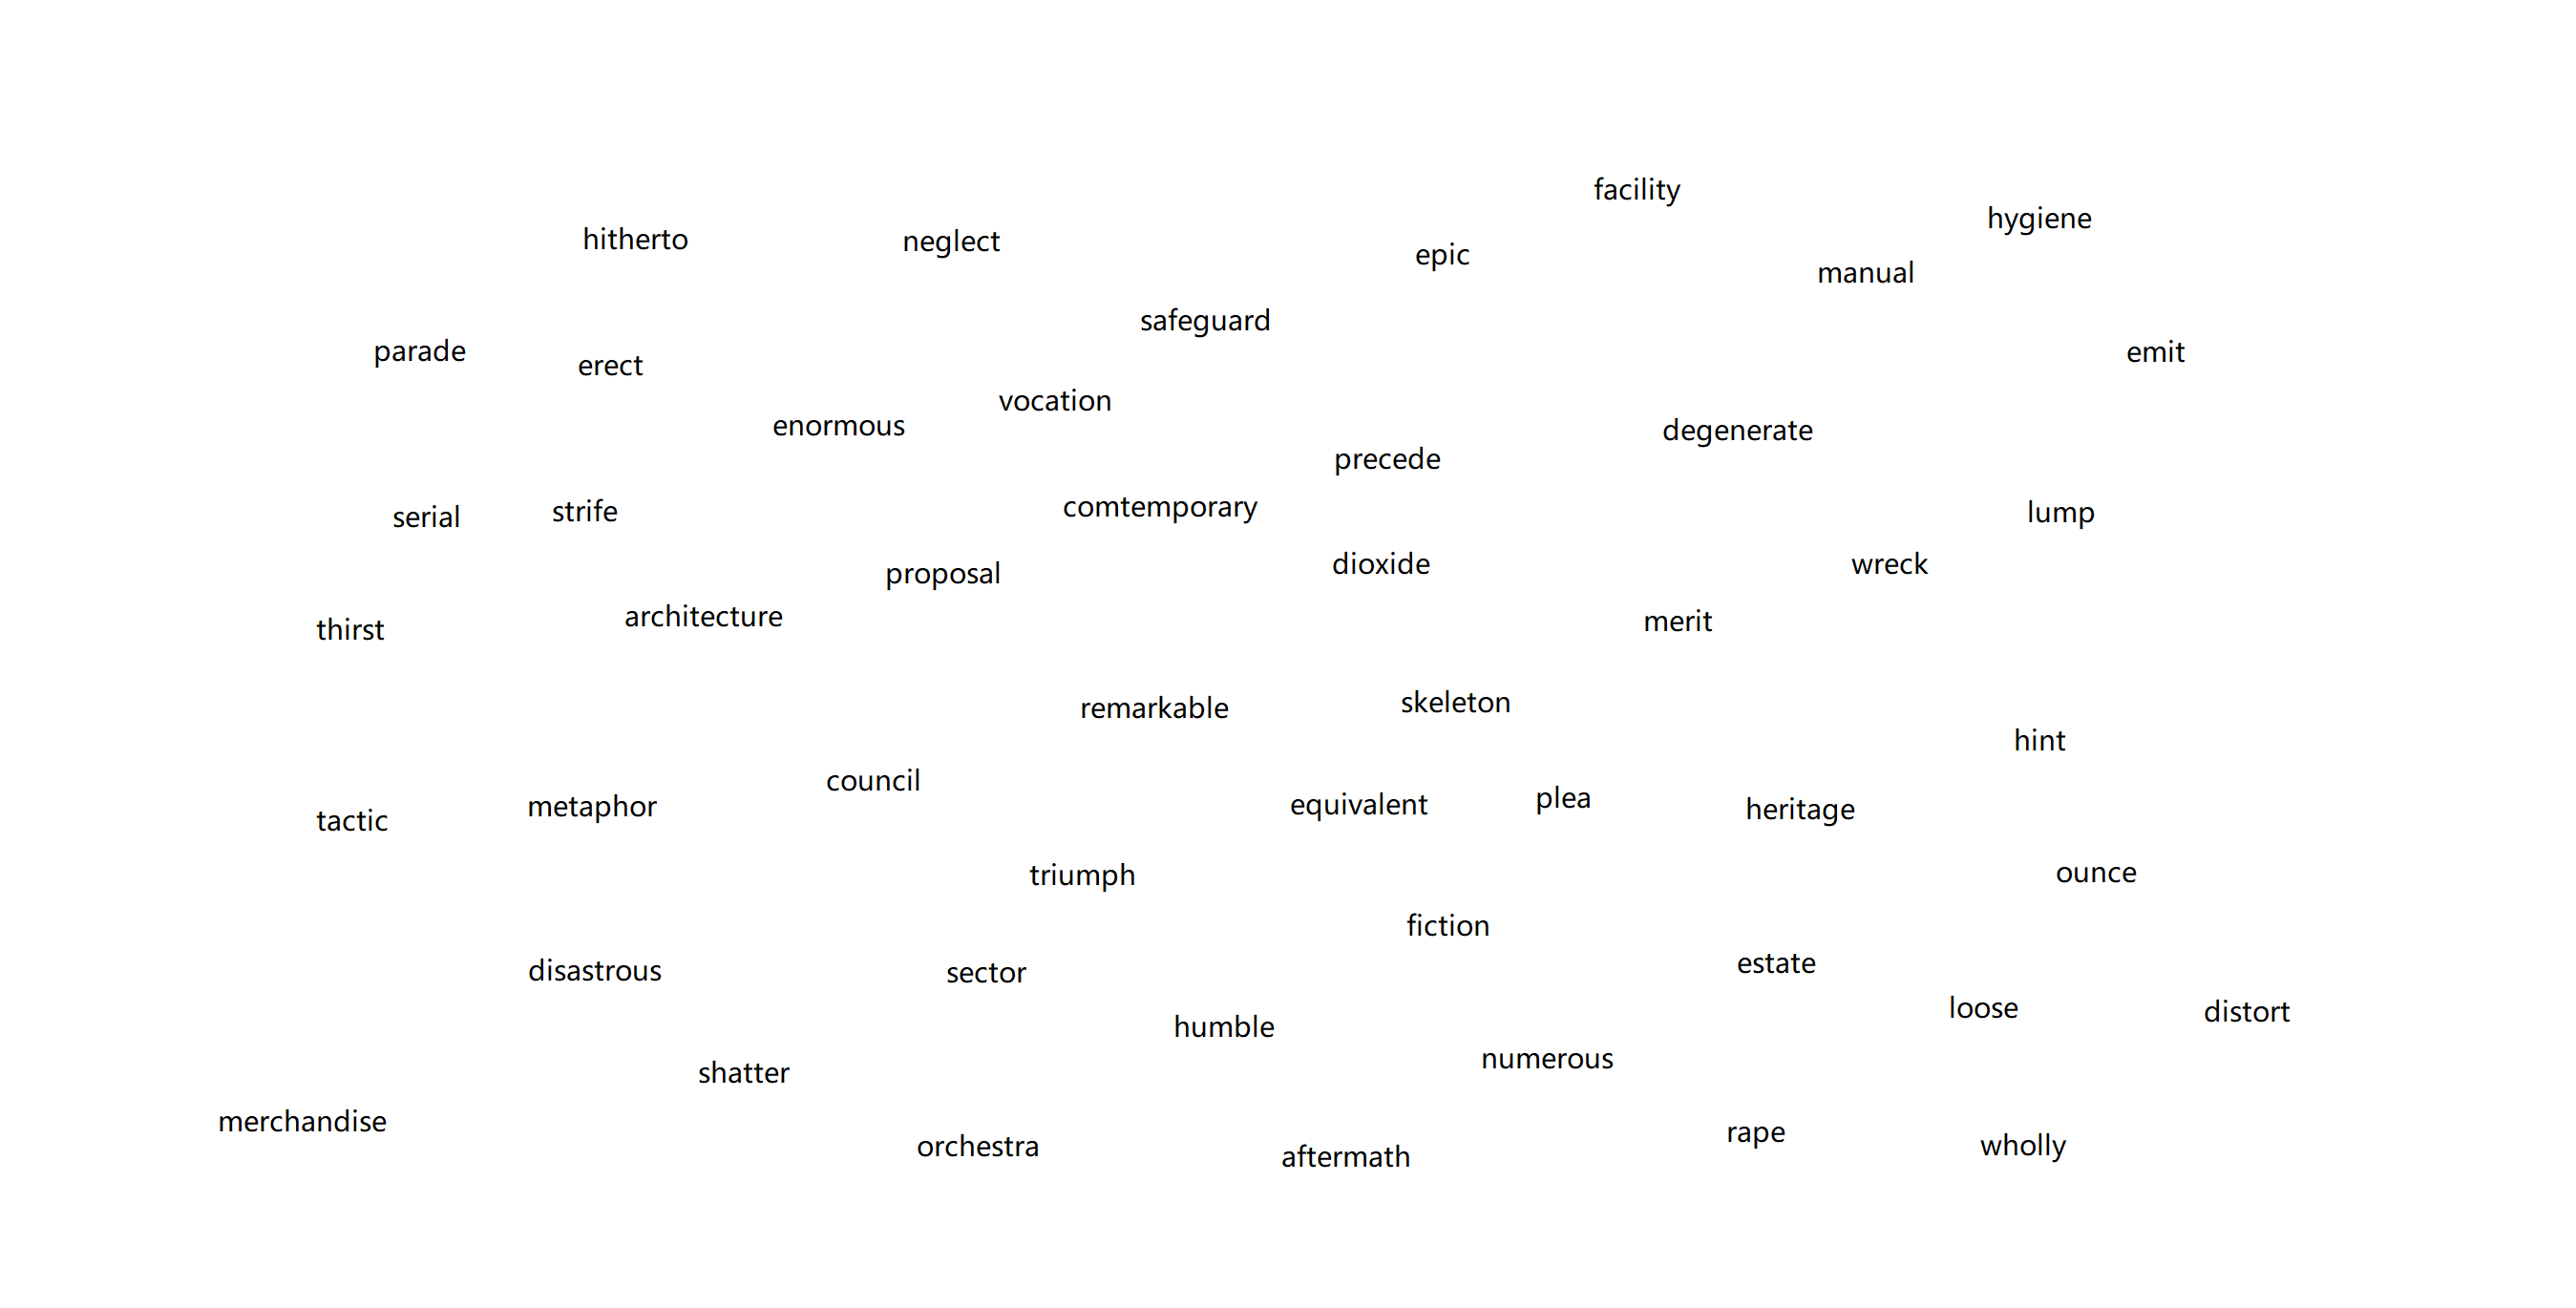 facility
hygiene
hitherto
neglect
epic
manual
safeguard
parade
emit
erect
vocation
enormous
degenerate
precede
comtemporary
strife
lump
serial
dioxide
wreck
proposal
architecture
merit
thirst
skeleton
remarkable
hint
council
plea
equivalent
metaphor
heritage
tactic
ounce
triumph
fiction
estate
disastrous
sector
loose
distort
humble
numerous
shatter
merchandise
rape
wholly
orchestra
aftermath